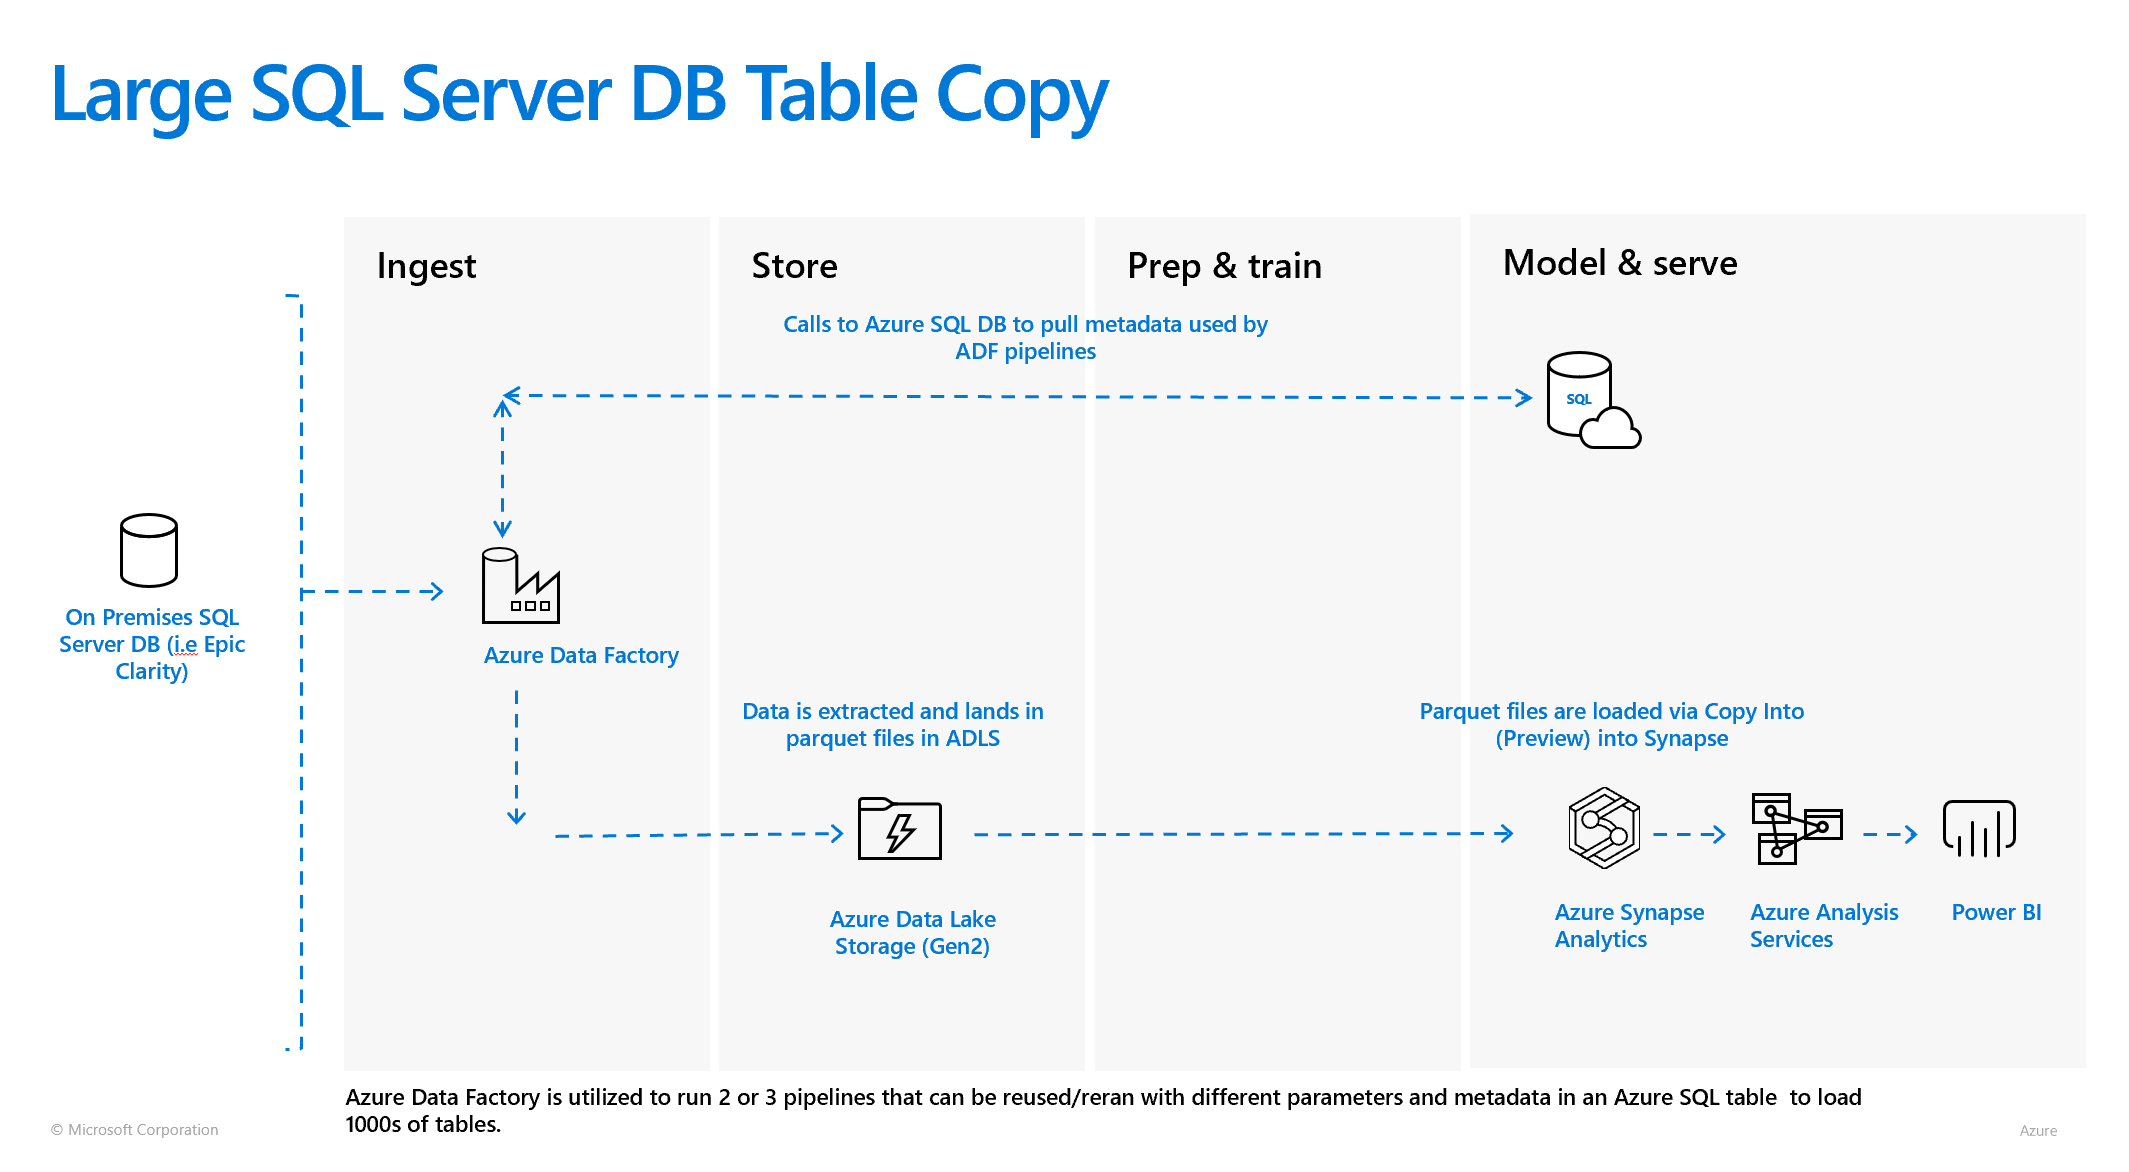 Large SQL Server DB Table Copy
Ingest
Store
Prep & train
Model & serve
Calls to Azure SQL DB to pull metadata used by
ADF pipelines
SQL
On Premises SQL
Server DB (i.e Epic
Clarity)
Azure Data Factory
Data is extracted and lands in
parquet files in ADLS
Parquet files are loaded via Copy Into
(Preview) into Synapse
Azure Data Lake
Storage (Gen2)
Azure Synapse
Analytics
Azure Analysis
Services
Power BI
Azure Data Factory is utilized to run 2 or 3 pipelines that can be reused/reran with different parameters and metadata in an Azure SQL table  to load
1000s of tables.
© Microsoft Corporation
Azure